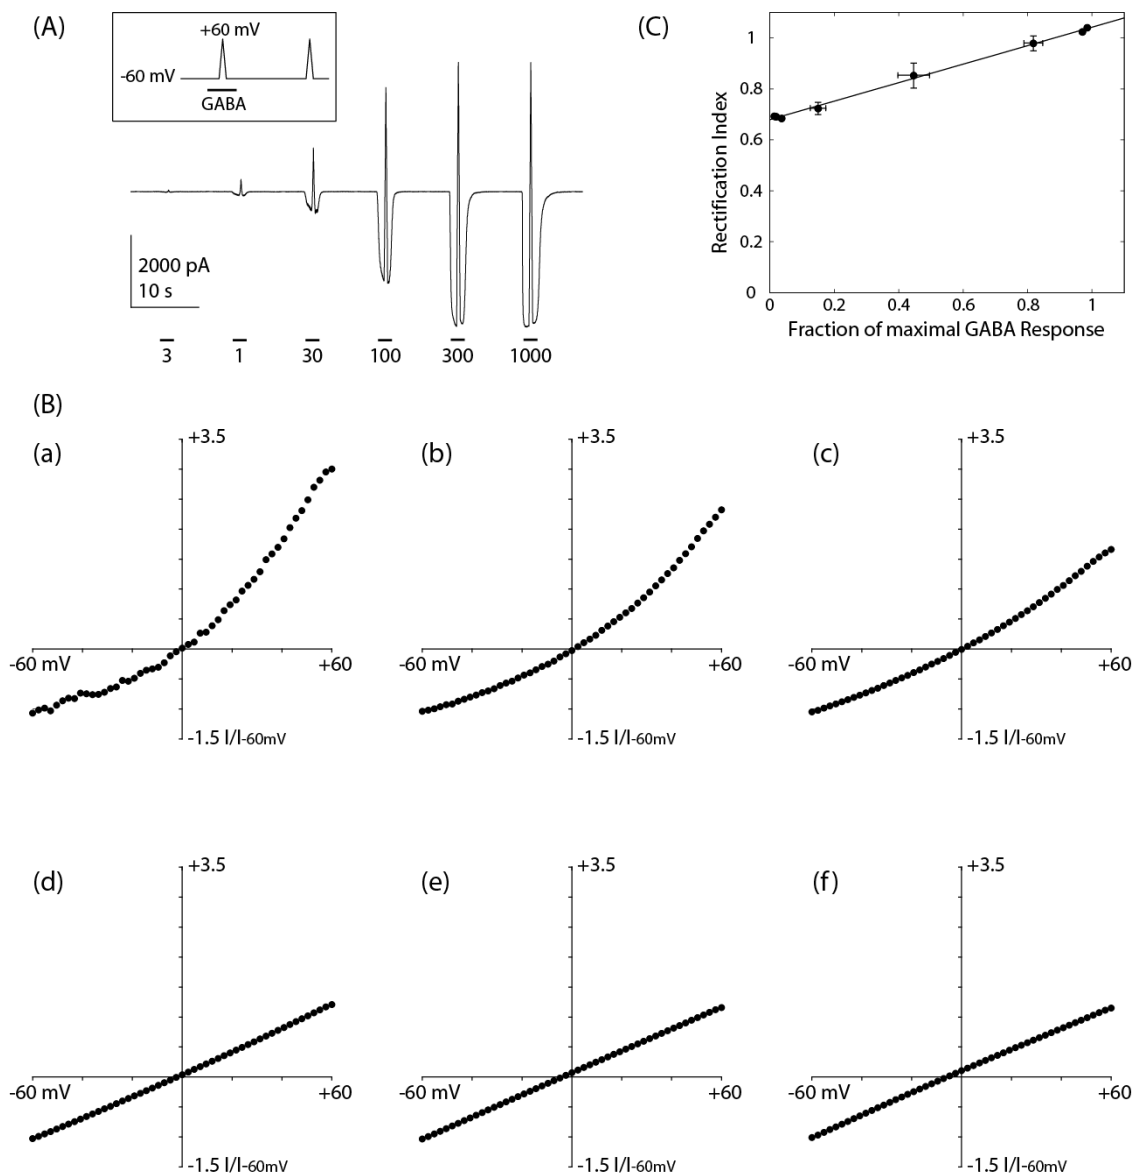 (A)
+60 mV
-60 mV
GABA
2000 pA
10 s
3 1 30 100 300 1000
(C)
Rectification Index
1
0.8
0.6
0.4
0.2
0
0 0.2 0.4 0.6 0.8 1
Fraction of maximal GABA Response
(B)
(a)
+3.5
-60 mV
+60
-1.5 I/I-60mV
(b)
+3.5
-60 mV
+60
-1.5 I/I-60mV
(c)
+3.5
-60 mV
+60
-1.5 I/I-60mV
(d)
+3.5
-60 mV
+60
-1.5 I/I-60mV
(e)
+3.5
-60 mV
+60
-1.5 I/I-60mV
(f)
+3.5
-60 mV
+60
-1.5 I/I-60mV